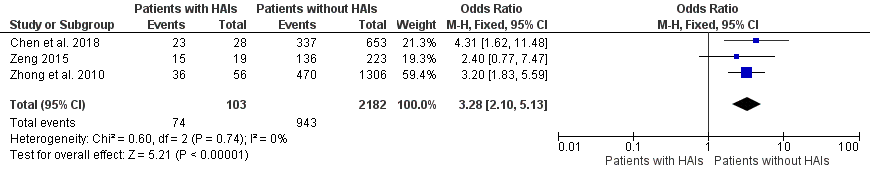 Patients with HAIs Patients without HAIs Odds Ratio Odds Ratio
Study or Subgroup Events Total Events Total Weight M-H, Fixed, 95% CI M-H, Fixed, 95% CI
Chen et al. 2018 23 28 337 653 21.3% 4.31 [1.62, 11.48]
Zeng 2015 15 19 136 223 19.3% 2.40 [0.77, 7.47]
Zhong et al. 2010 36 56 470 1306 59.4% 3.20 [1.83, 5.59]
Total (95% CI) 103 2182 100.0% 3.28 [2.10, 5.13]
Total events 74 943
Heterogeneity: Chi² = 0.60, df = 2 (P = 0.74); I² = 0%
Test for overall effect: Z = 5.21 (P < 0.00001)
0.01 0.1 1 10 100
Patients with HAIs Patients without HAIs